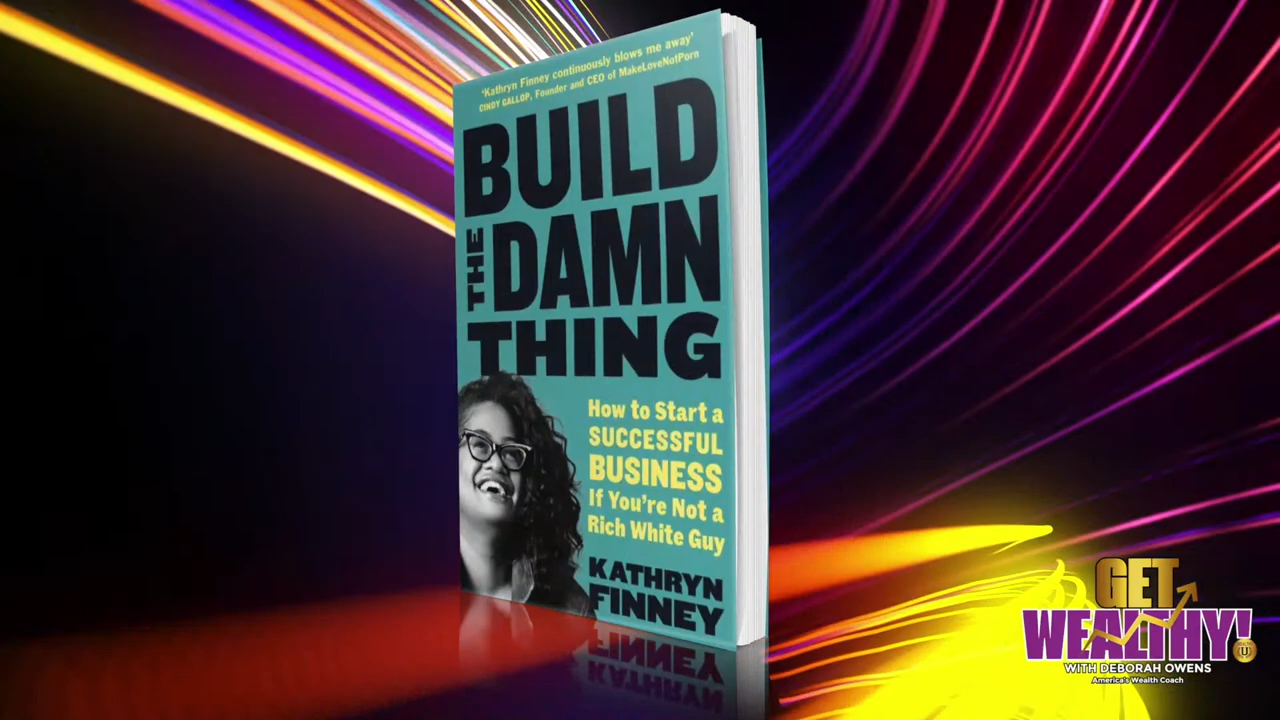 'Kathryn Finney continuously blows me away'
CINDY GALLOP, Founder and CEO of MakeLoveNotPorn
BUILD
THE DAMN
THING
How to Start a
SUCCESSFUL
BUSINESS
If You're Not a
Rich White Guy
KATHRYN
FINNEY
FINNEY
KATHRYN
GET
WEALTHY!
U
WITH DEBORAH OWENS
America's Wealth Coach